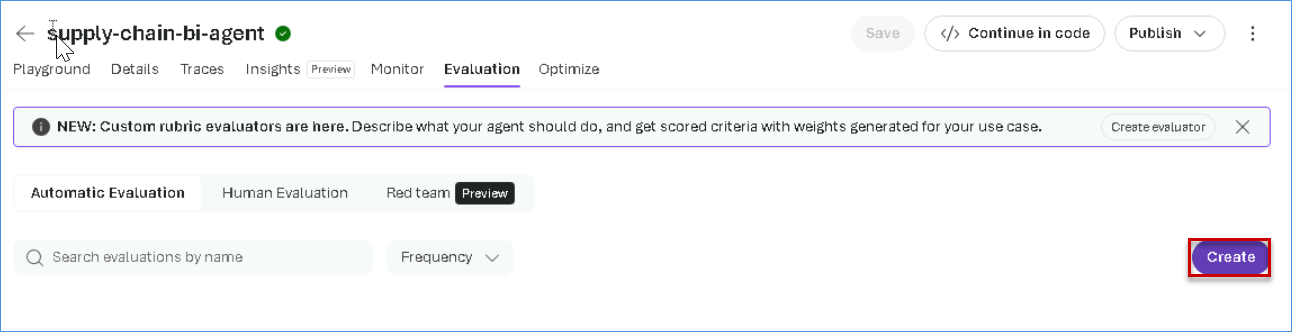 supply-chain-bi-agent Save </> Continue in code Publish
Playground Details Traces Insights Preview Monitor Evaluation Optimize
NEW: Custom rubric evaluators are here. Describe what your agent should do, and get scored criteria with weights generated for your use case. Create evaluator
Automatic Evaluation Human Evaluation Red team Preview
Search evaluations by name Frequency Create